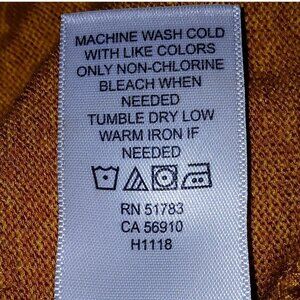 MACHINE WASH COLD
WITH LIKE COLORS
ONLY NON-CHLORINE
BLEACH WHEN
NEEDED
TUMBLE DRY LOW
WARM IRON IF
NEEDED
RN 51783
CA 56910
H1118